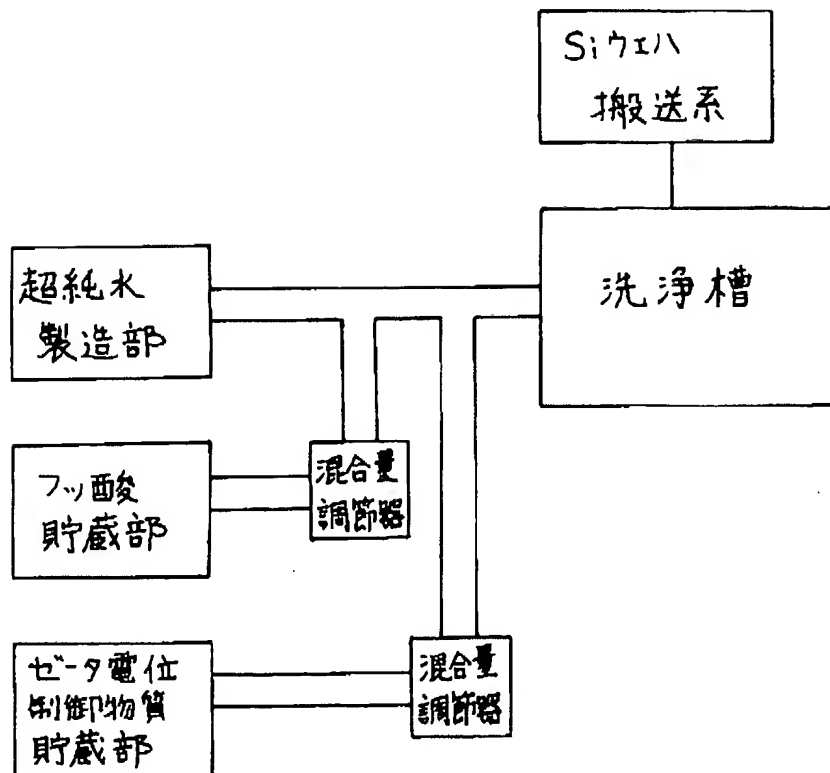 Siウエハ
搬送系
超純水
製造部
洗浄槽
フッ酸
貯蔵部
混合量
調節器
ゼータ電位
制御物質
貯蔵部
混合量
調節器